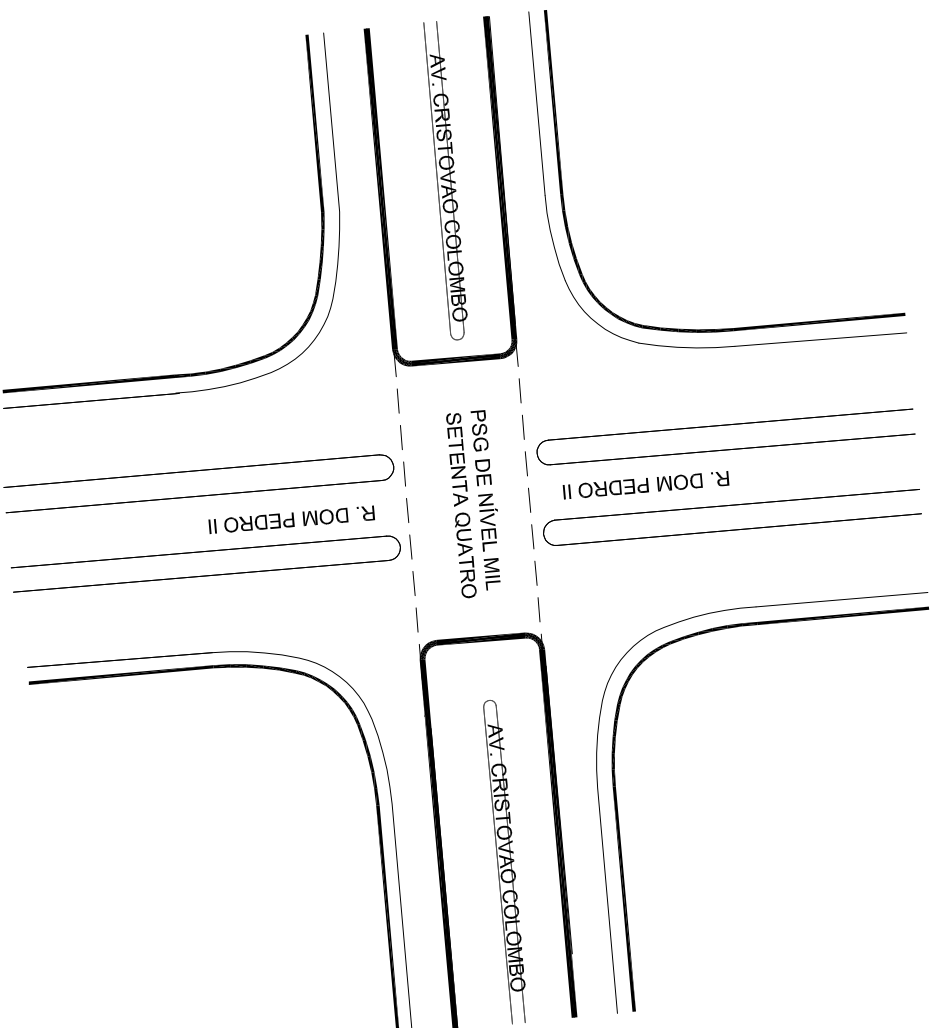 AV. CRISTOVAO COLOMBO
PSG DE NÍVEL MIL
SETENTA QUATRO
R. DOM PEDRO II
R. DOM PEDRO II
AV. CRISTOVAO COLOMBO